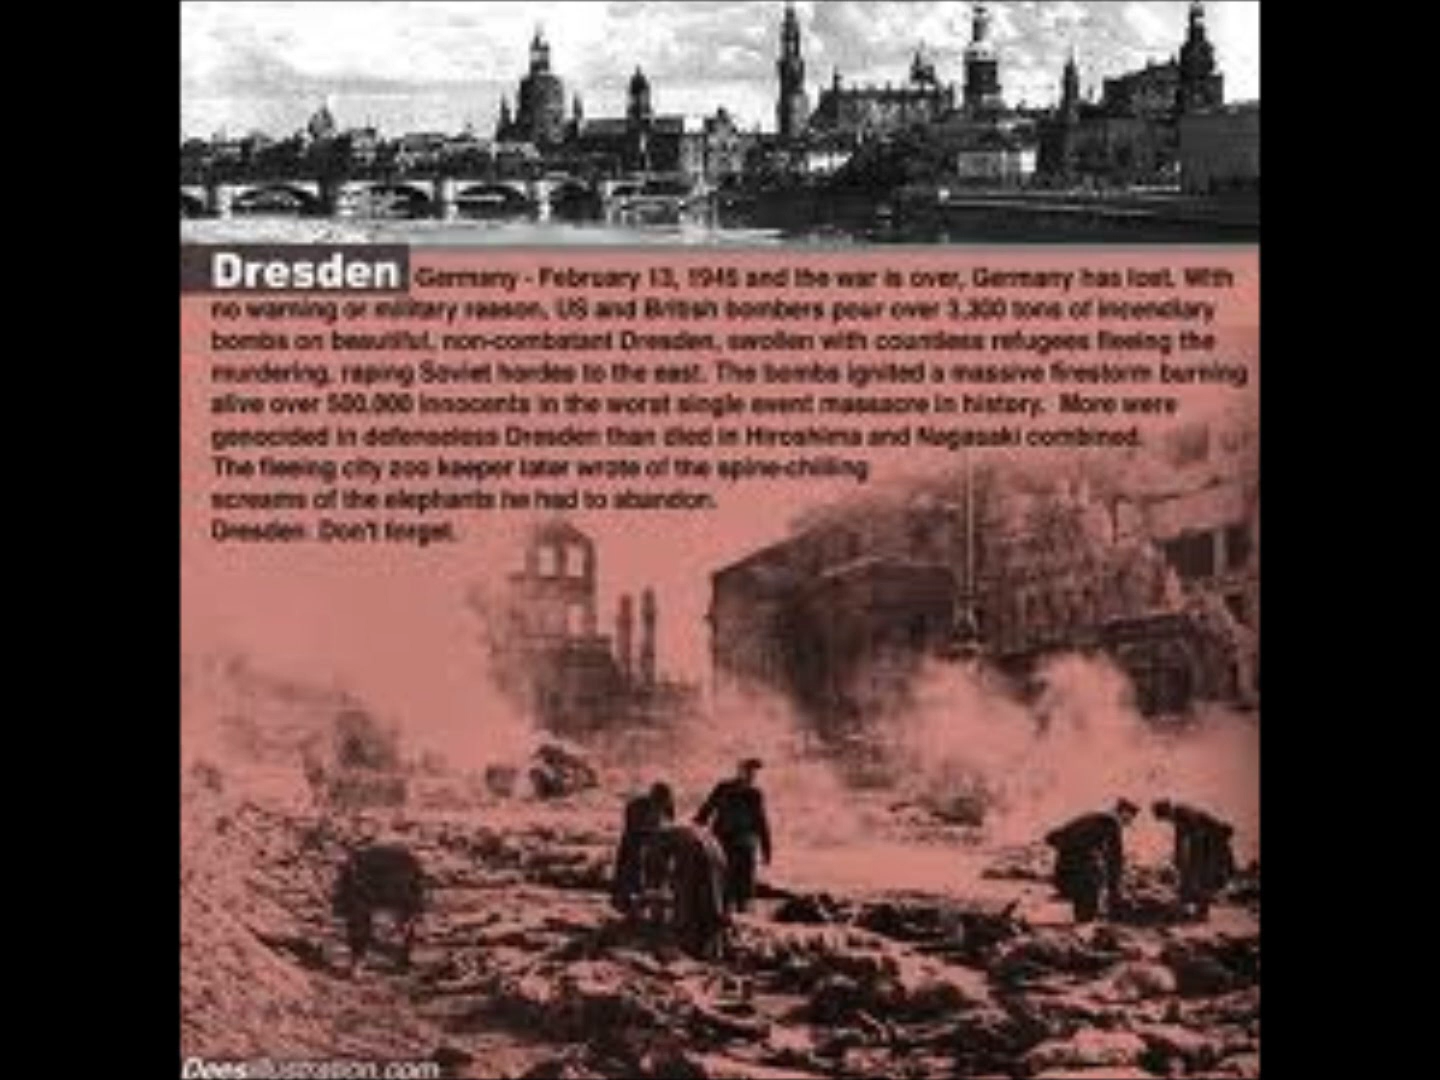 Dresden Germany - February 13, 1945 and the war is over, Germany has lost. With
no warning or military reason, US and British bombers pour over 3,300 tons of incendiary
bombs on beautiful, non-combatant Dresden, swollen with countless refugees fleeing the
murdering, raping Soviet hordes to the east. The bombs ignited a massive firestorm burning
alive over 500,000 innocents in the worst single event massacre in history. More were
genocided in defenseless Dresden than died in Hiroshima and Nagasaki combined.
The fleeing city zoo keeper later wrote of the spine-chilling
screams of the elephants he had to abandon.
Dresden. Don't forget.
Deesillustration.com